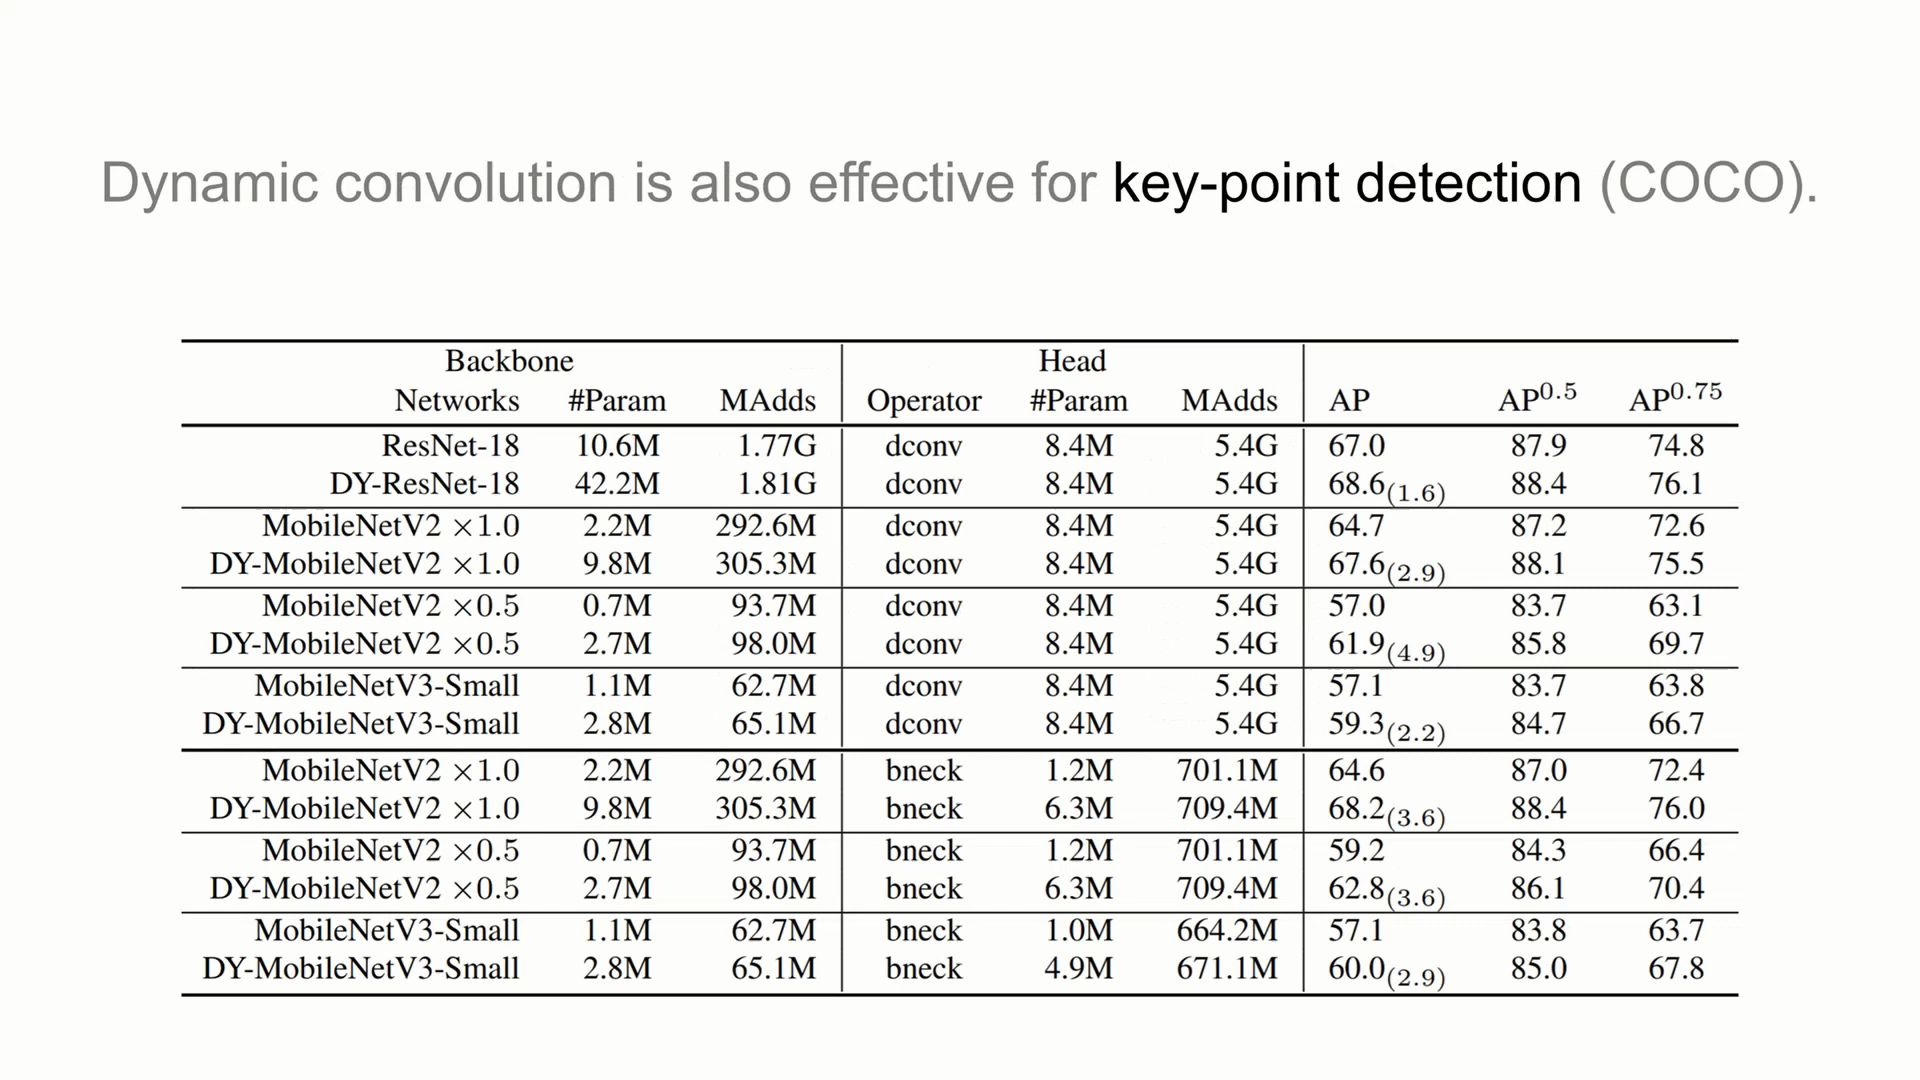 Dynamic convolution is also effective for key-point detection (COCO).
Backbone Head
Networks #Param MAdds Operator #Param MAdds AP AP^0.5 AP^0.75
ResNet-18 10.6M 1.77G dconv 8.4M 5.4G 67.0 87.9 74.8
DY-ResNet-18 42.2M 1.81G dconv 8.4M 5.4G 68.6(1.6) 88.4 76.1
MobileNetV2 ×1.0 2.2M 292.6M dconv 8.4M 5.4G 64.7 87.2 72.6
DY-MobileNetV2 ×1.0 9.8M 305.3M dconv 8.4M 5.4G 67.6(2.9) 88.1 75.5
MobileNetV2 ×0.5 0.7M 93.7M dconv 8.4M 5.4G 57.0 83.7 63.1
DY-MobileNetV2 ×0.5 2.7M 98.0M dconv 8.4M 5.4G 61.9(4.9) 85.8 69.7
MobileNetV3-Small 1.1M 62.7M dconv 8.4M 5.4G 57.1 83.7 63.8
DY-MobileNetV3-Small 2.8M 65.1M dconv 8.4M 5.4G 59.3(2.2) 84.7 66.7
MobileNetV2 ×1.0 2.2M 292.6M bneck 1.2M 701.1M 64.6 87.0 72.4
DY-MobileNetV2 ×1.0 9.8M 305.3M bneck 6.3M 709.4M 68.2(3.6) 88.4 76.0
MobileNetV2 ×0.5 0.7M 93.7M bneck 1.2M 701.1M 59.2 84.3 66.4
DY-MobileNetV2 ×0.5 2.7M 98.0M bneck 6.3M 709.4M 62.8(3.6) 86.1 70.4
MobileNetV3-Small 1.1M 62.7M bneck 1.0M 664.2M 57.1 83.8 63.7
DY-MobileNetV3-Small 2.8M 65.1M bneck 4.9M 671.1M 60.0(2.9) 85.0 67.8